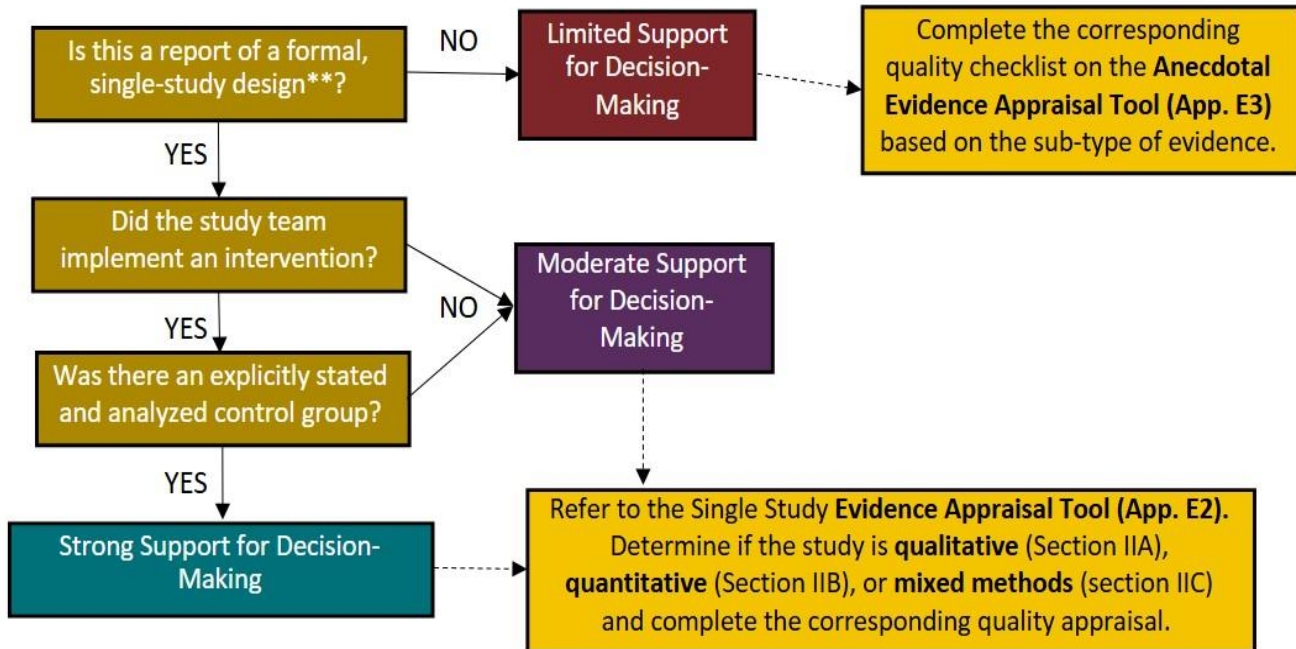 Is this a report of a formal,
single-study design**?
NO
Limited Support
for Decision-
Making
Complete the corresponding
quality checklist on the Anecdotal
Evidence Appraisal Tool (App. E3)
based on the sub-type of evidence.
YES
Did the study team
implement an intervention?
NO
Moderate Support
for Decision-
Making
YES
Was there an explicitly stated
and analyzed control group?
YES
Strong Support for Decision-
Making
Refer to the Single Study Evidence Appraisal Tool (App. E2).
Determine if the study is qualitative (Section IIA),
quantitative (Section IIB), or mixed methods (section IIC)
and complete the corresponding quality appraisal.